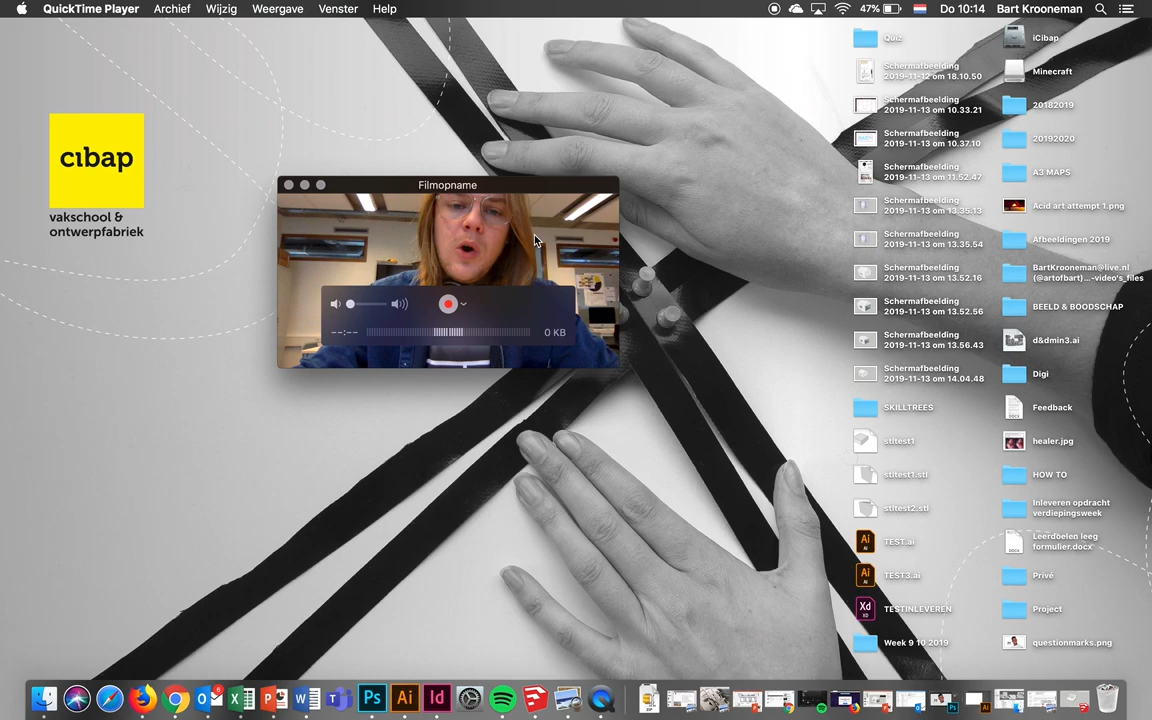 QuickTime Player Archief Wijzig Weergave Venster Help 47% Do 10:14 Bart Krooneman
cıbap
vakschool &
ontwerpfabriek
Filmopname
--:--
0 KB
Quiz
Schermafbeelding
2019-11-12 om 18.10.50
Schermafbeelding
2019-11-13 om 10.33.21
Schermafbeelding
2019-11-13 om 10.37.10
Schermafbeelding
2019-11-13 om 11.52.47
Schermafbeelding
2019-11-13 om 13.35.13
Schermafbeelding
2019-11-13 om 13.35.54
Schermafbeelding
2019-11-13 om 13.52.16
Schermafbeelding
2019-11-13 om 13.52.56
Schermafbeelding
2019-11-13 om 13.56.43
Schermafbeelding
2019-11-13 om 14.04.48
SKILLTREES
stltest1
stltest1.stl
stltest2.stl
TEST.ai
TEST3.ai
TESTINLEVEREN
Week 9 10 2019
iCibap
Minecraft
20182019
20192020
A3 MAPS
Acid art attempt 1.png
Afbeeldingen 2019
BartKrooneman@live.nl
(@artofbart)...-video's_files
BEELD & BOODSCHAP
d&dmin3.ai
Digi
Feedback
healer.jpg
HOW TO
Inleveren opdracht
verdiepingsweek
Leerdoelen leeg
formulier.docx
Privé
Project
questionmarks.png
Ps Ai Id